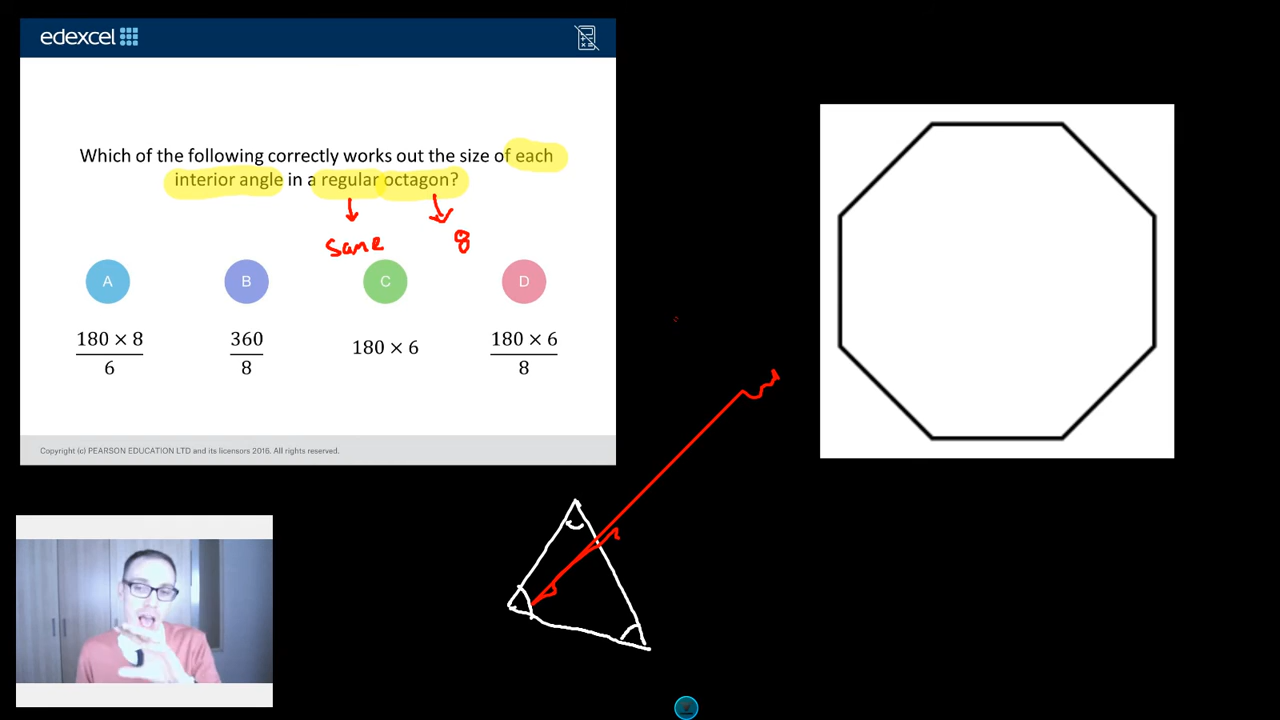 edexcel
Which of the following correctly works out the size of each
interior angle in a regular octagon?
same 8
A B C D
180 × 8 / 6
360 / 8
180 × 6
180 × 6 / 8
Copyright (c) PEARSON EDUCATION LTD and its licensors 2016. All rights reserved.